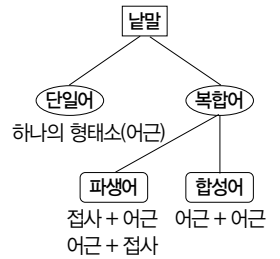 낱말
단일어 복합어
하나의 형태소(어근)
파생어 합성어
접사 + 어근 어근 + 어근
어근 + 접사